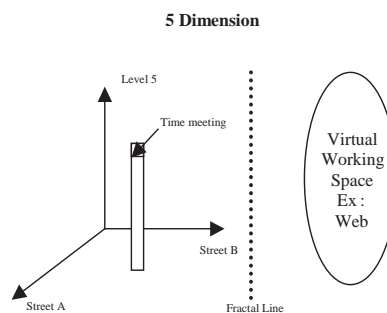 5 Dimension
Level 5
Time meeting
Virtual
Working
Space
Ex :
Web
Street B
Street A
Fractal Line